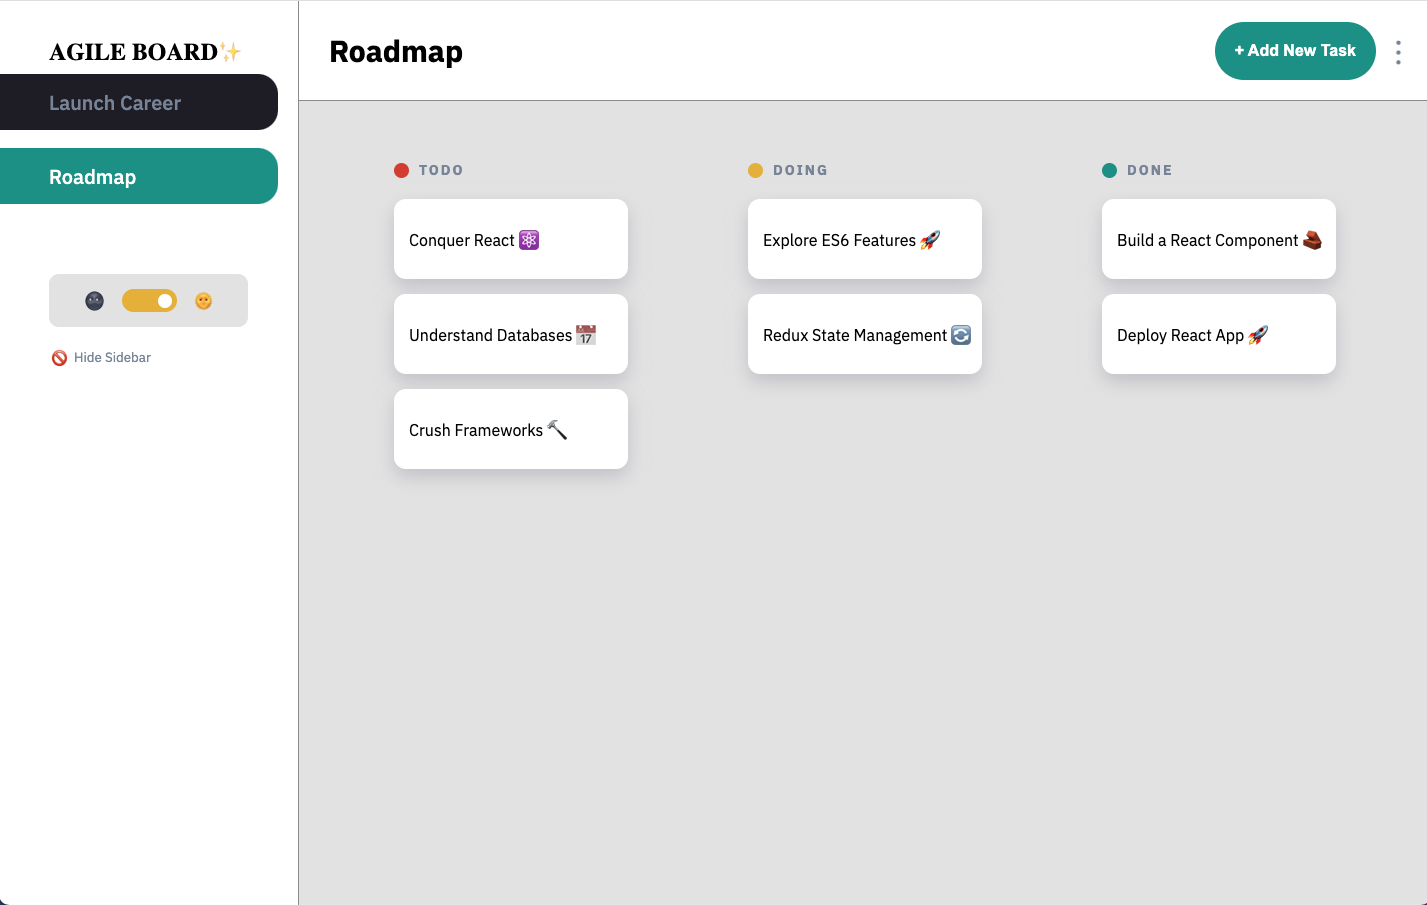 AGILE BOARD✨
Launch Career
Roadmap
Hide Sidebar
Roadmap
+ Add New Task
TODO
Conquer React ⚛️
Understand Databases 📅
Crush Frameworks 🔨
DOING
Explore ES6 Features 🚀
Redux State Management 🔄
DONE
Build a React Component 🧱
Deploy React App 🚀